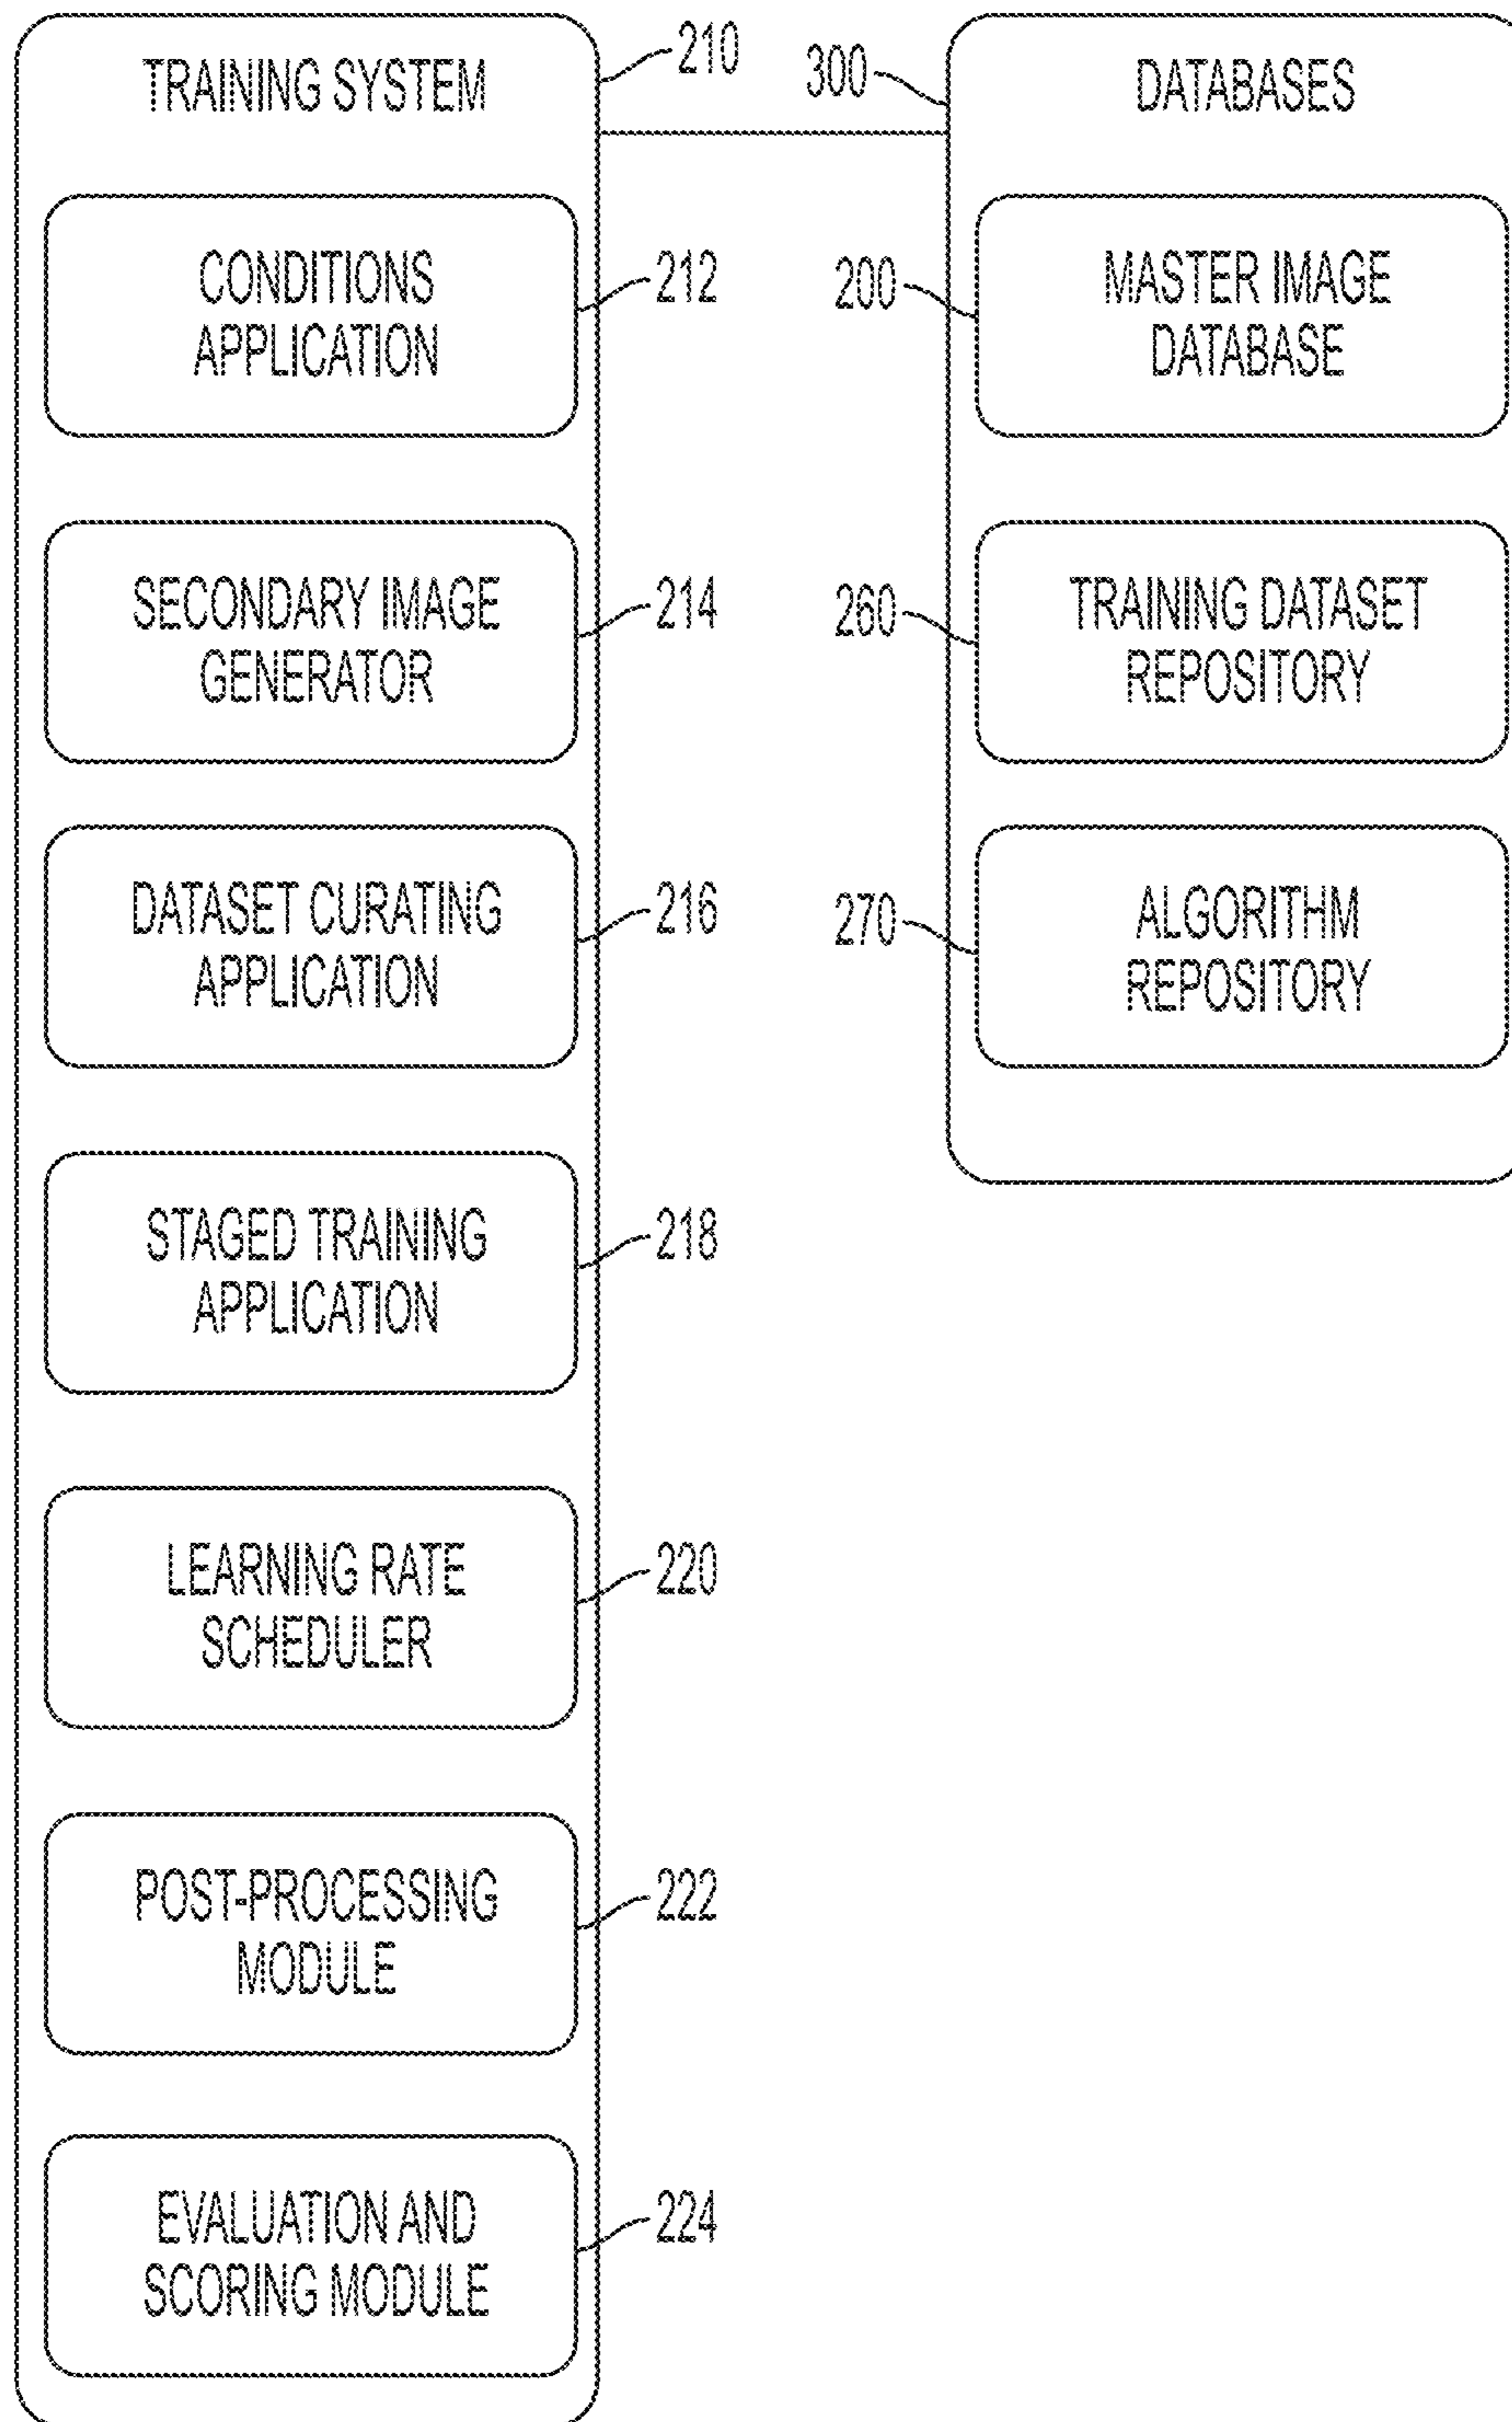 TRAINING SYSTEM
210
CONDITIONS
APPLICATION
212
SECONDARY IMAGE
GENERATOR
214
DATASET CURATING
APPLICATION
216
STAGED TRAINING
APPLICATION
218
LEARNING RATE
SCHEDULER
220
POST-PROCESSING
MODULE
222
EVALUATION AND
SCORING MODULE
224
300
DATABASES
200
MASTER IMAGE
DATABASE
260
TRAINING DATASET
REPOSITORY
270
ALGORITHM
REPOSITORY